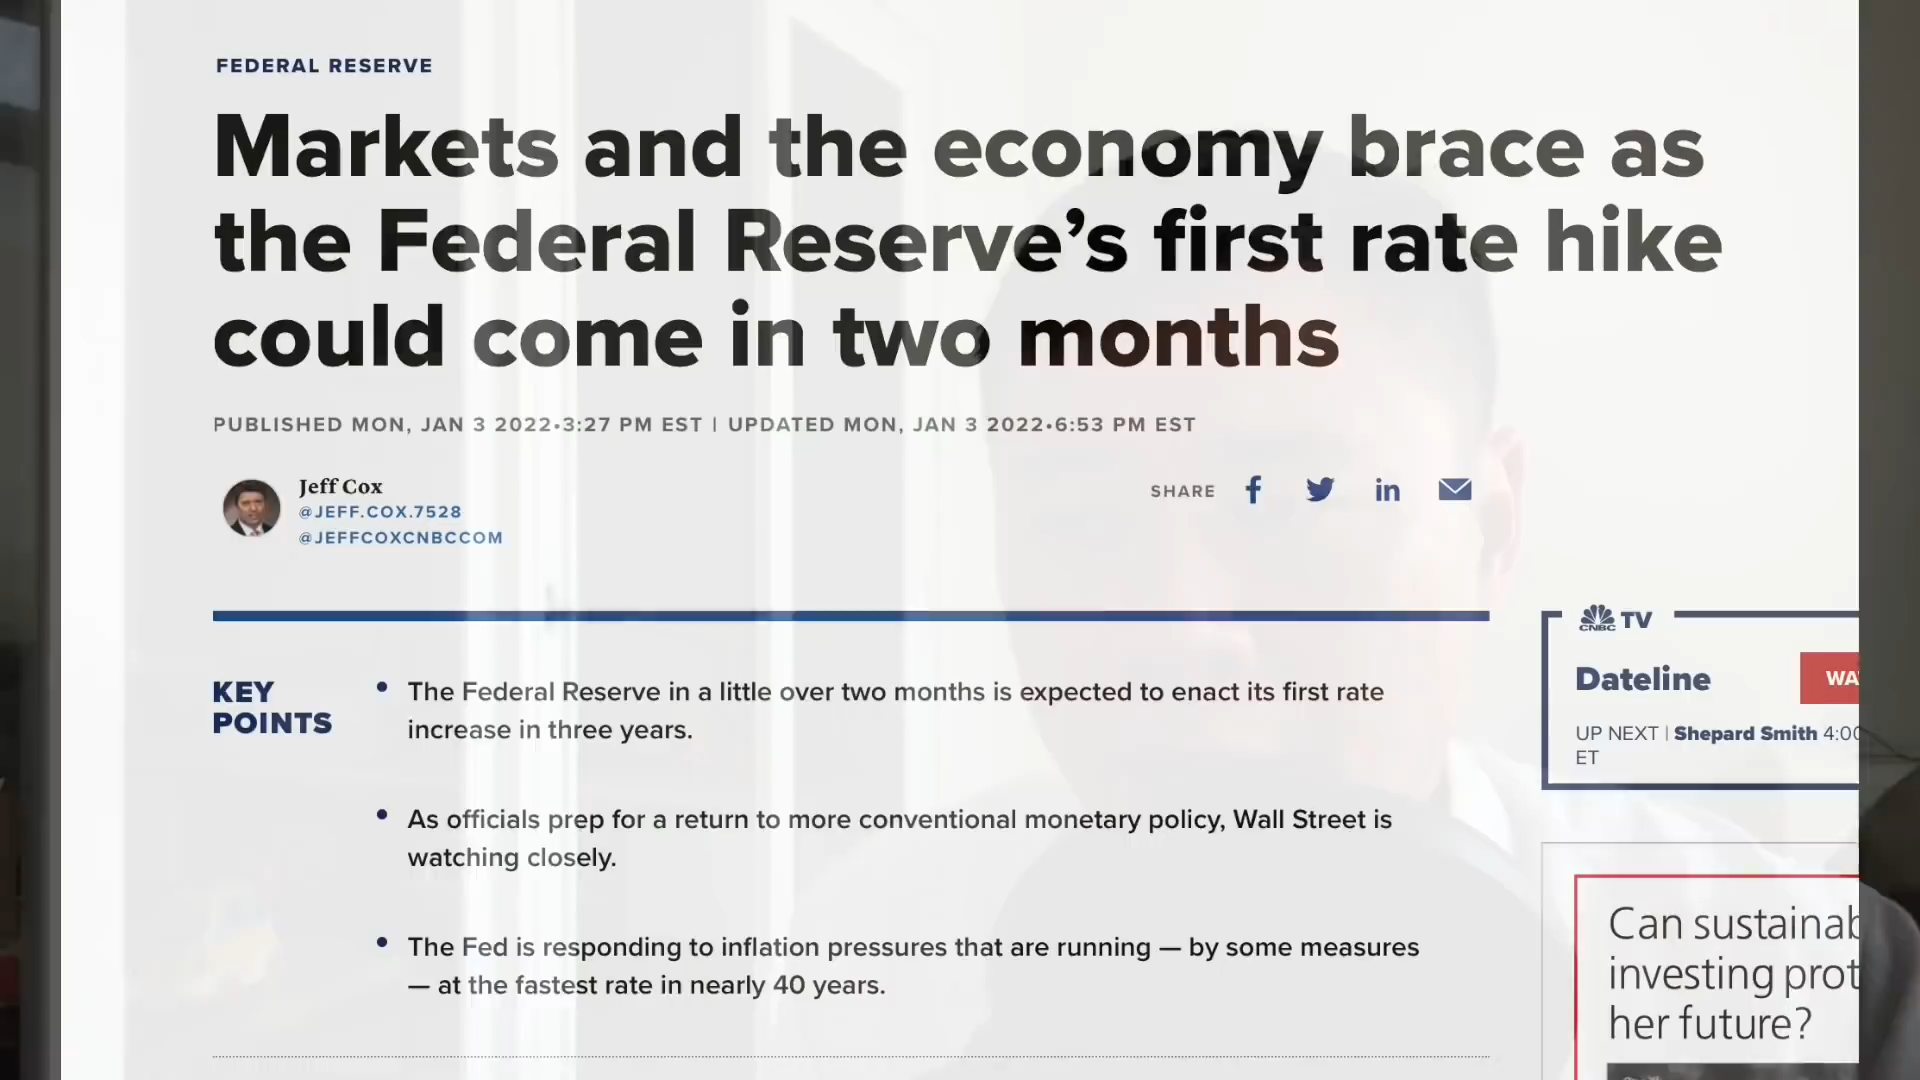 FEDERAL RESERVE
Markets and the economy brace as
the Federal Reserve’s first rate hike
could come in two months
PUBLISHED MON, JAN 3 2022•3:27 PM EST | UPDATED MON, JAN 3 2022•6:53 PM EST
Jeff Cox
@JEFF.COX.7528
@JEFFCOXCNBCCOM
SHARE
KEY
POINTS
• The Federal Reserve in a little over two months is expected to enact its first rate
increase in three years.
• As officials prep for a return to more conventional monetary policy, Wall Street is
watching closely.
• The Fed is responding to inflation pressures that are running — by some measures
— at the fastest rate in nearly 40 years.
CNBC TV
Dateline
UP NEXT | Shepard Smith
ET
Can
investing
her future?